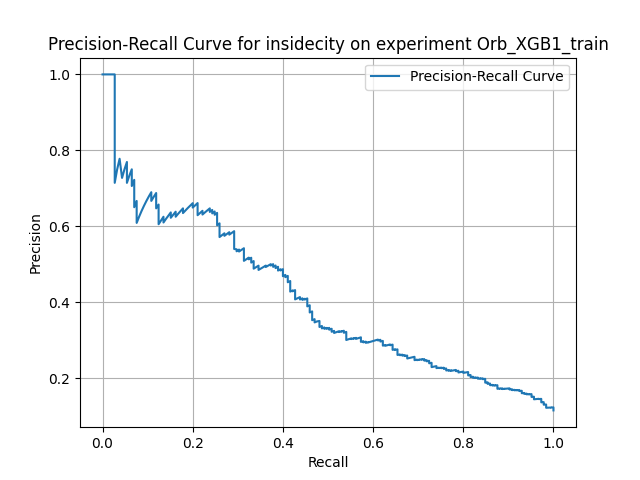 Precision-Recall Curve for insidecity on experiment Orb_XGB1_train
Precision-Recall Curve
1.0
0.8
0.6
0.4
0.2
Precision
0.0 0.2 0.4 0.6 0.8 1.0
Recall